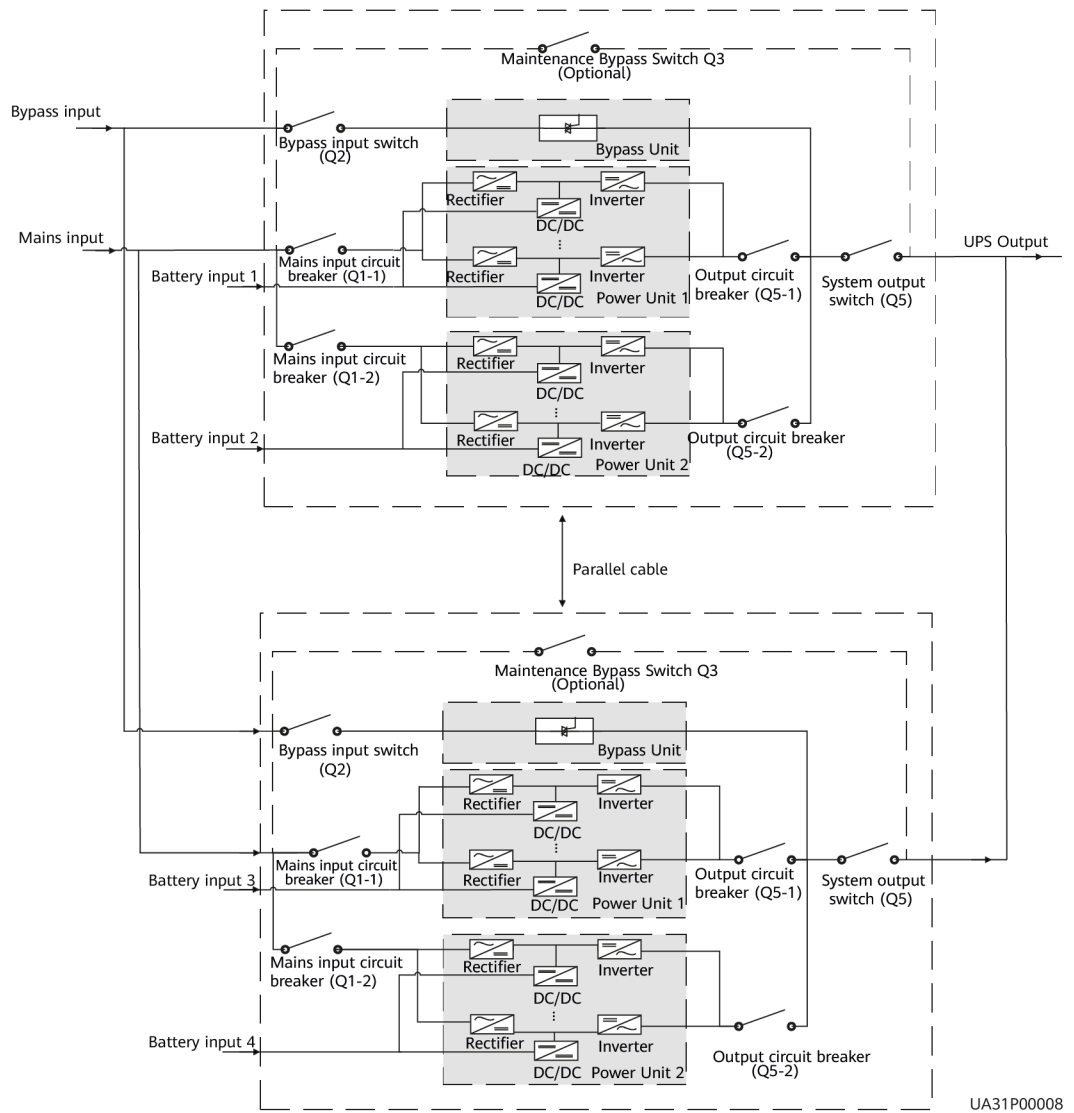 Maintenance Bypass Switch Q3
(Optional)
Bypass input
Bypass input switch
(Q2)
Bypass Unit
Rectifier
Inverter
DC/DC
Mains input
Mains input circuit
breaker (Q1-1)
Rectifier
Inverter
DC/DC
Power Unit 1
Output circuit
breaker (Q5-1)
System output
switch (Q5)
UPS Output
Battery input 1
Mains input circuit
breaker (Q1-2)
Rectifier
Inverter
DC/DC
Rectifier
Inverter
DC/DC
Power Unit 2
Output circuit breaker
(Q5-2)
Battery input 2
Parallel cable
Maintenance Bypass Switch Q3
(Optional)
Bypass input switch
(Q2)
Bypass Unit
Rectifier
Inverter
DC/DC
Mains input circuit
breaker (Q1-1)
Rectifier
Inverter
DC/DC
Power Unit 1
Output circuit
breaker (Q5-1)
System output
switch (Q5)
Battery input 3
Mains input circuit
breaker (Q1-2)
Rectifier
Inverter
DC/DC
Rectifier
Inverter
DC/DC
Power Unit 2
Output circuit breaker
(Q5-2)
Battery input 4
UA31P00008